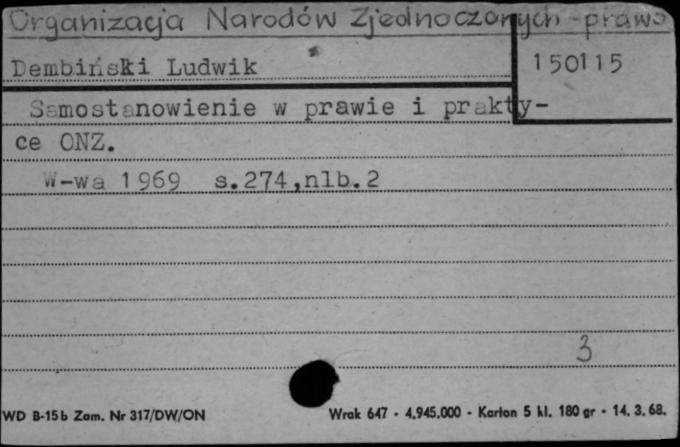 Organizacja Narodów Zjednoczonych - prawo
Dembiński Ludwik
150115
Samostanowienie w prawie i prakty-
ce ONZ.
W-wa 1969 s.274,nlb.2
3
WD B-15b Zam. Nr 317/DW/ON
Wrak 647 - 4.945.000 - Karton 5 kl. 180 gr - 14. 3. 68.